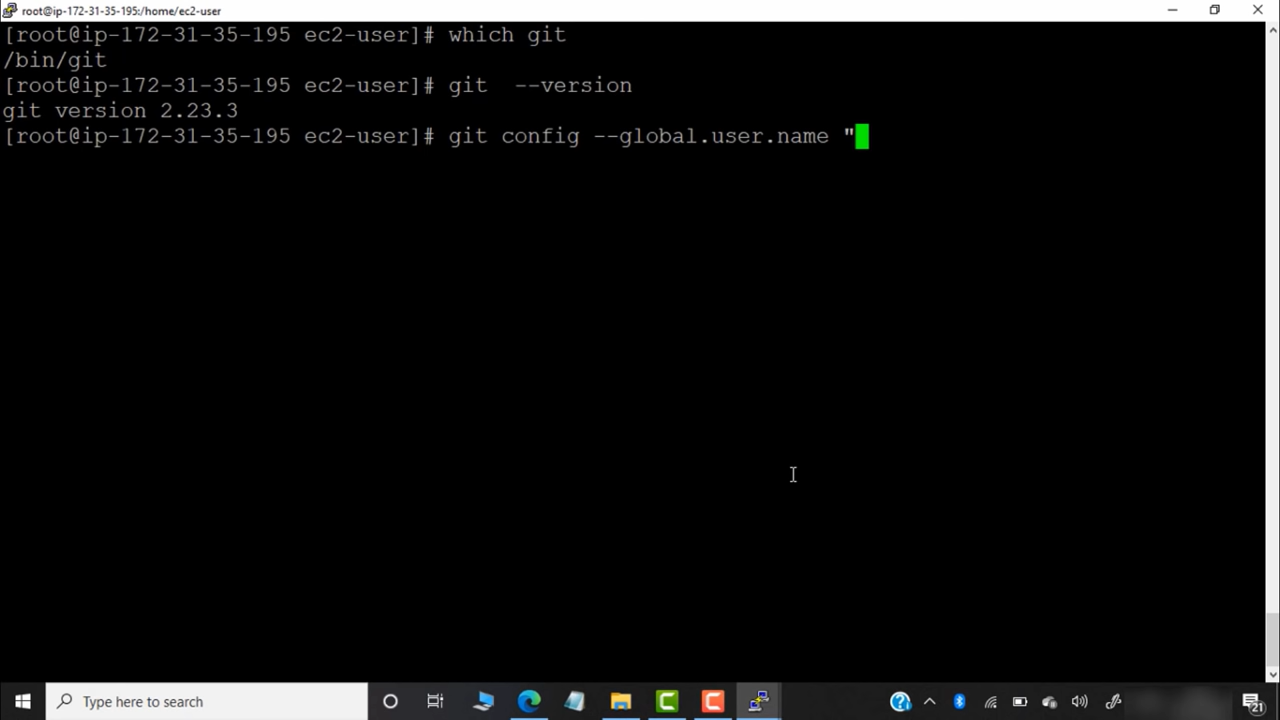 root@ip-172-31-35-195:/home/ec2-user
[root@ip-172-31-35-195 ec2-user]# which git
/bin/git
[root@ip-172-31-35-195 ec2-user]# git  --version
git version 2.23.3
[root@ip-172-31-35-195 ec2-user]# git config --global.user.name "
Type here to search
21